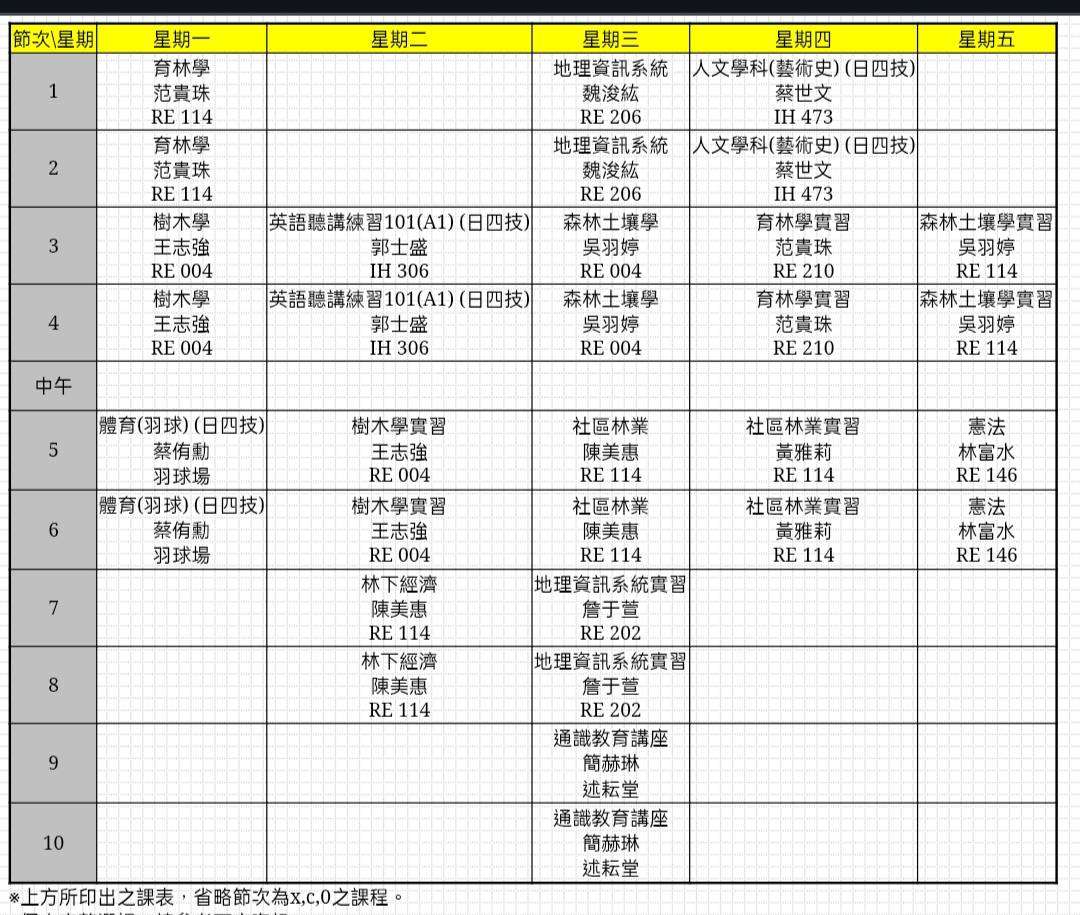 節次\星期 星期一 星期二 星期三 星期四 星期五
1
育林學
范貴珠
RE 114
地理資訊系統
魏浚紘
RE 206
人文學科(藝術史) (日四技)
蔡世文
IH 473
2
育林學
范貴珠
RE 114
地理資訊系統
魏浚紘
RE 206
人文學科(藝術史) (日四技)
蔡世文
IH 473
3
樹木學
王志強
RE 004
英語聽講練習101(A1) (日四技)
郭士盛
IH 306
森林土壤學
吳羽婷
RE 004
育林學實習
范貴珠
RE 210
森林土壤學實習
吳羽婷
RE 114
4
樹木學
王志強
RE 004
英語聽講練習101(A1) (日四技)
郭士盛
IH 306
森林土壤學
吳羽婷
RE 004
育林學實習
范貴珠
RE 210
森林土壤學實習
吳羽婷
RE 114
中午
5
體育(羽球) (日四技)
蔡侑勳
羽球場
樹木學實習
王志強
RE 004
社區林業
陳美惠
RE 114
社區林業實習
黃雅莉
RE 114
憲法
林富水
RE 146
6
體育(羽球) (日四技)
蔡侑勳
羽球場
樹木學實習
王志強
RE 004
社區林業
陳美惠
RE 114
社區林業實習
黃雅莉
RE 114
憲法
林富水
RE 146
7
林下經濟
陳美惠
RE 114
地理資訊系統實習
詹于萱
RE 202
8
林下經濟
陳美惠
RE 114
地理資訊系統實習
詹于萱
RE 202
9
通識教育講座
簡赫琳
述耘堂
10
通識教育講座
簡赫琳
述耘堂
※上方所印出之課表，省略節次為x,c,0之課程。